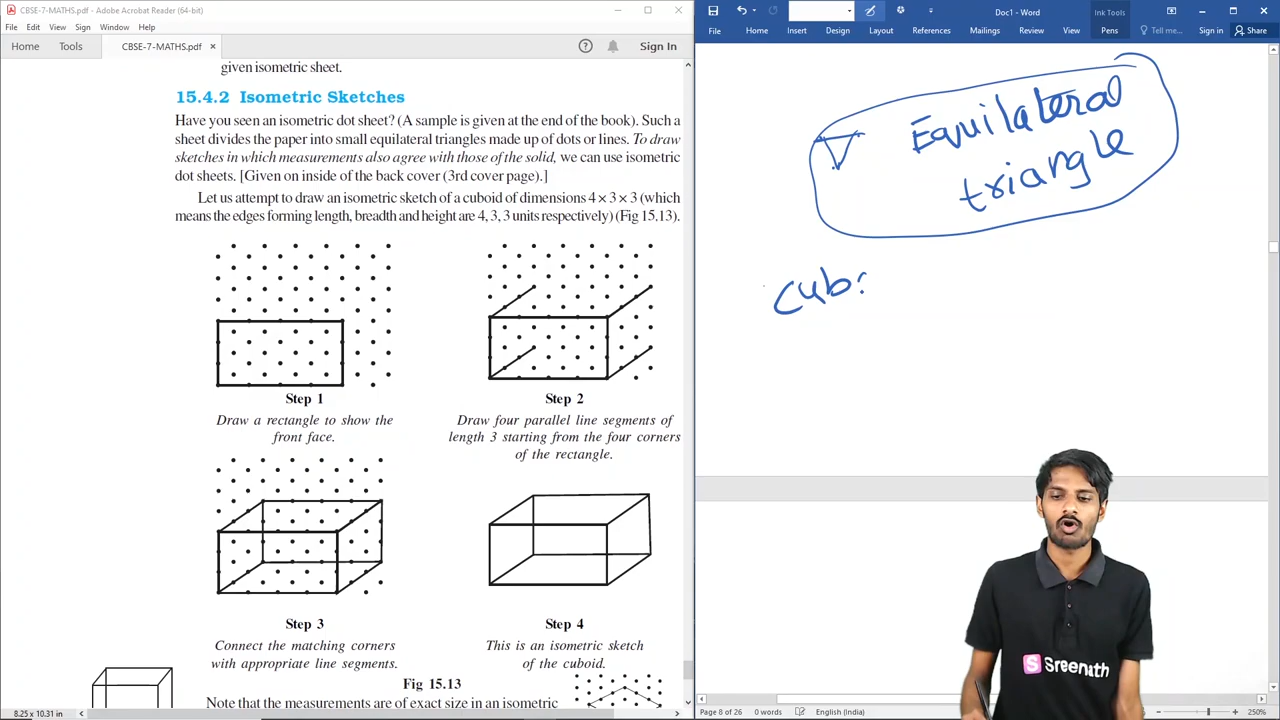 CBSE-7-MATHS.pdf - Adobe Acrobat Reader (64-bit)
File Edit View Sign Window Help
Home Tools CBSE-7-MATHS.pdf × Sign In
given isometric sheet.
15.4.2 Isometric Sketches
Have you seen an isometric dot sheet? (A sample is given at the end of the book). Such a
sheet divides the paper into small equilateral triangles made up of dots or lines. To draw
sketches in which measurements also agree with those of the solid, we can use isometric
dot sheets. [Given on inside of the back cover (3rd cover page).]
Let us attempt to draw an isometric sketch of a cuboid of dimensions 4 × 3 × 3 (which
means the edges forming length, breadth and height are 4, 3, 3 units respectively) (Fig 15.13).
Step 1
Draw a rectangle to show the
front face.
Step 2
Draw four parallel line segments of
length 3 starting from the four corners
of the rectangle.
Step 3
Connect the matching corners
with appropriate line segments.
Step 4
This is an isometric sketch
of the cuboid.
Fig 15.13
Note that the measurements are of exact size in an isometric
8.25 x 10.31 in
Doc1 - Word
Ink Tools
File Home Insert Design Layout References Mailings Review View Pens Tell me... Sign in Share
Equilateral
triangle
cub
Sreenath
Page 8 of 26 0 words English (India) 250%